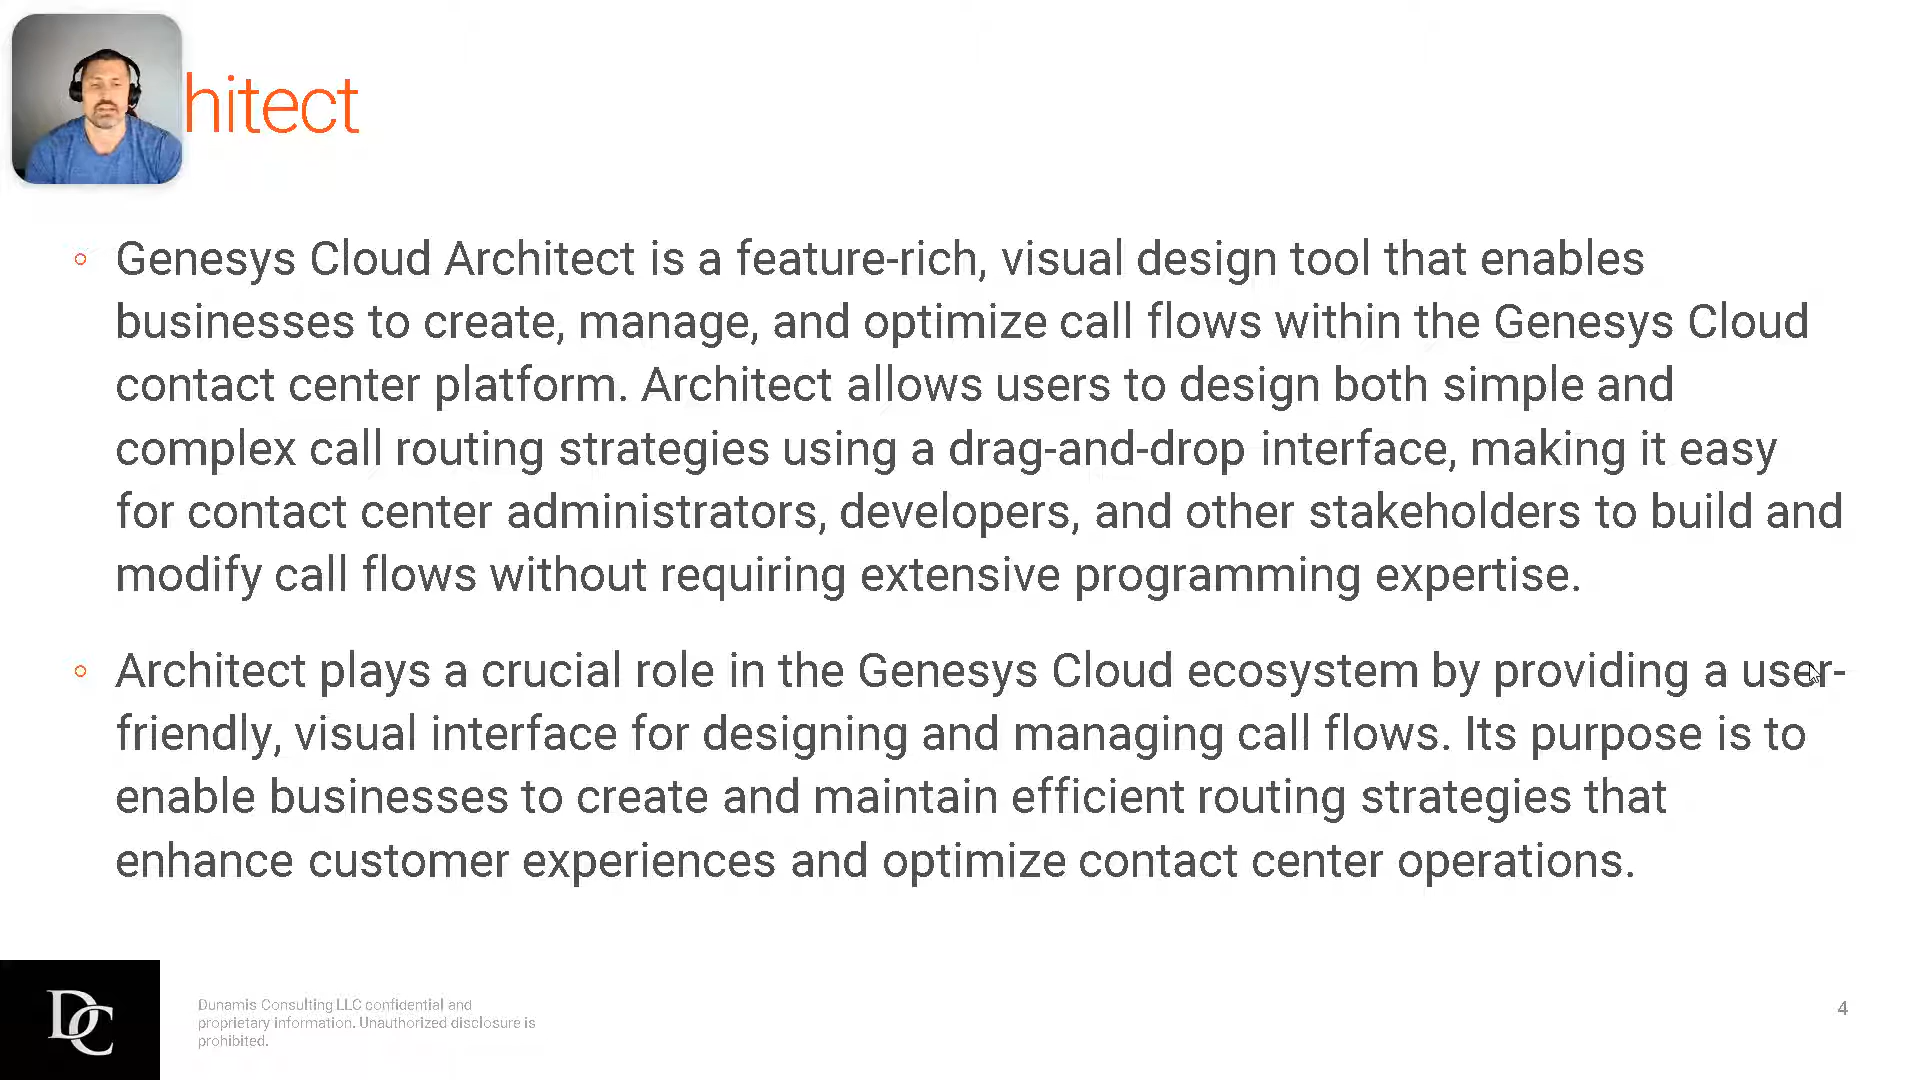 hitect
Genesys Cloud Architect is a feature-rich, visual design tool that enables
businesses to create, manage, and optimize call flows within the Genesys Cloud
contact center platform. Architect allows users to design both simple and
complex call routing strategies using a drag-and-drop interface, making it easy
for contact center administrators, developers, and other stakeholders to build and
modify call flows without requiring extensive programming expertise.
Architect plays a crucial role in the Genesys Cloud ecosystem by providing a user-
friendly, visual interface for designing and managing call flows. Its purpose is to
enable businesses to create and maintain efficient routing strategies that
enhance customer experiences and optimize contact center operations.
DC
Dunamis Consulting LLC confidential and
proprietary information. Unauthorized disclosure is
prohibited.
4